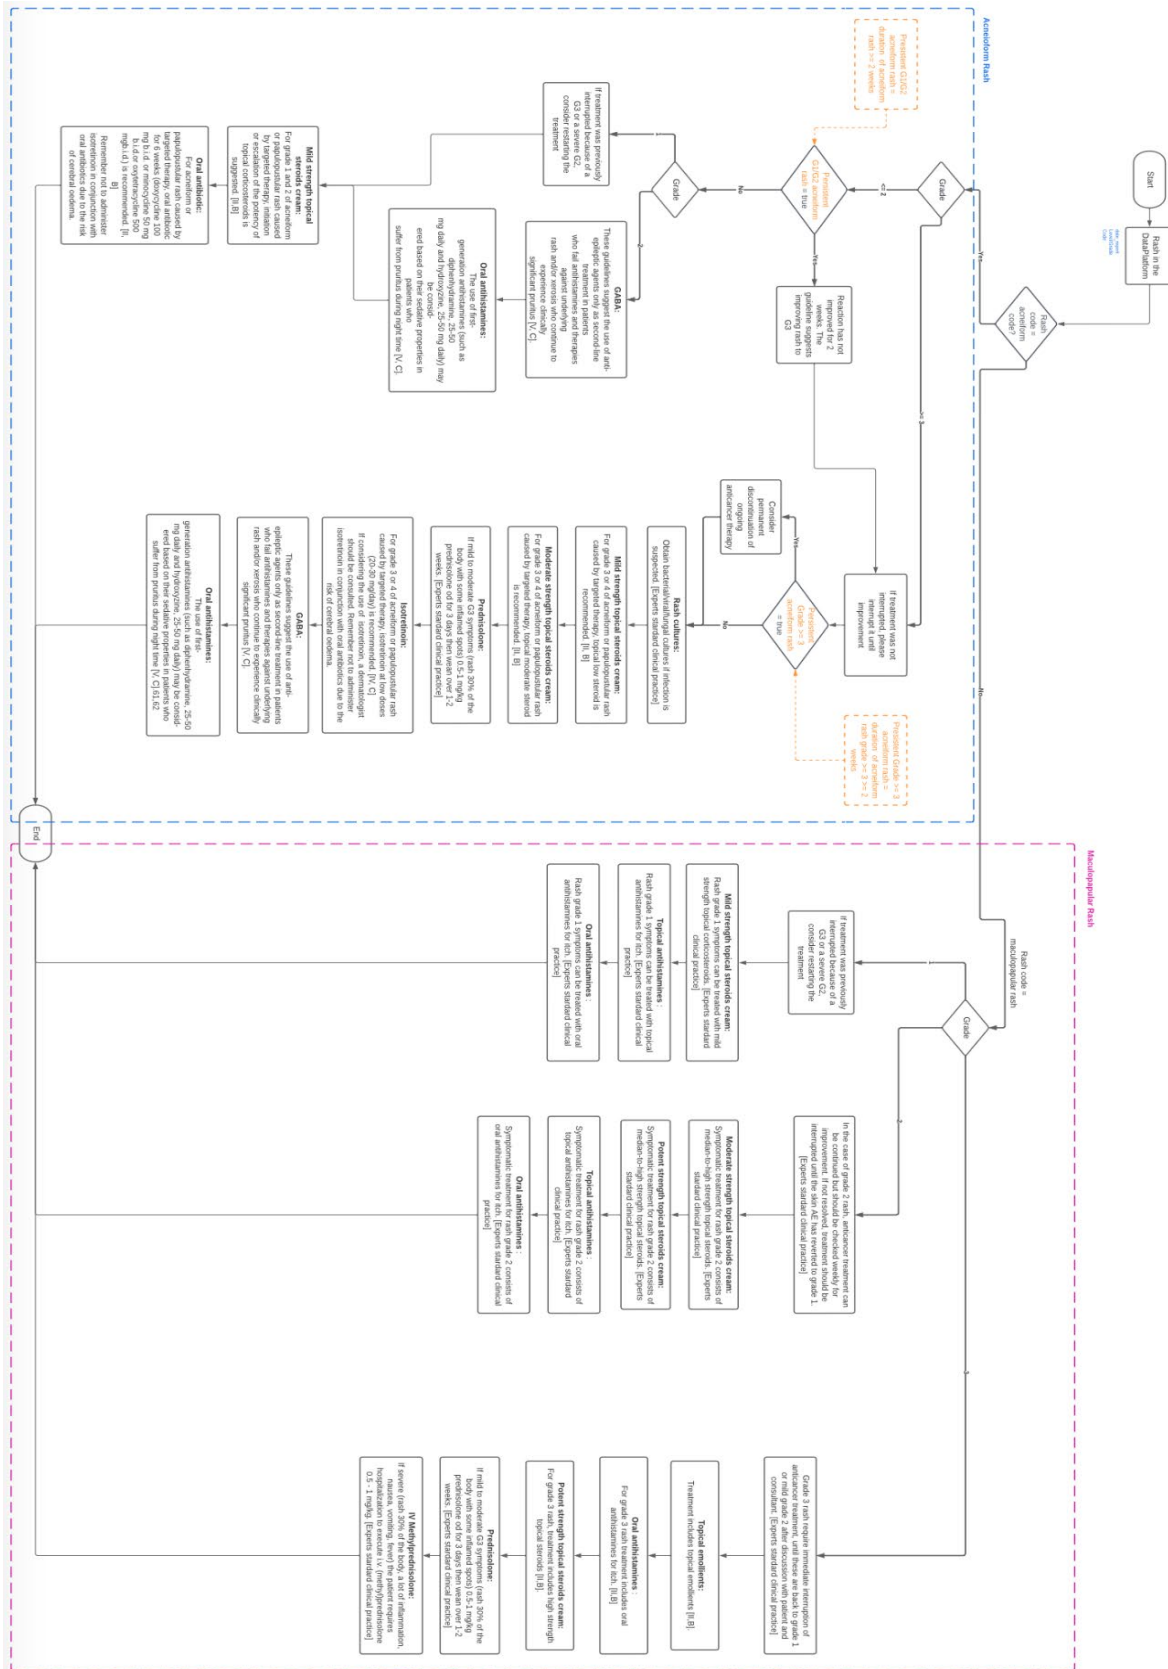 Acneioform Rash
Start
Rash in the
DataPlatform
Code
Rash
code =
acneiform
code?
Yes
No
Grade
<= 2
>= 3
Presistent G1/G2
acneiform rash =
duration of acneiform
rash >= 2 weeks
Persistent
G1/G2 acneiform
rash = true
Yes
No
Reaction has not
improved for 2
weeks. The
guideline suggests
improving rash to
G3
Grade
1
2
If treatment was previously
interrupted because of a
G3 or a severe G2,
consider restarting the
treatment
GABA:
These guidelines suggest the use of anti-
epileptic agents only as second-line
treatment in patients
who fail antihistamines and therapies
against underlying
rash and/or xerosis who continue to
experience clinically
significant pruritus [V, C].
Oral antihistamines:
The use of first-
generation antihistamines (such as
diphenhydramine, 25-50
mg daily and hydroxyzine, 25-50 mg daily) may
be consid-
ered based on their sedative properties in
patients who
suffer from pruritus during night time [V, C].
Mild strength topical
steroids cream:
For grade 1 and 2 of acneiform
or papulopustular rash caused
by targeted therapy, initiation
or escalation of the potency of
topical corticosteroids is
suggested. [II,B]
Oral antibiotic:
For acneiform or
papulopustular rash caused by
targeted therapy, oral antibiotic
for 6 weeks (doxycycline 100
mg b.i.d. or minocycline 50 mg
b.i.d.or oxytetracycline 500
mgb.i.d.) is recommended. [II,
B]
Remember not to administer
isotretinoin in conjunction with
oral antibiotics due to the risk
of cerebral oedema.
If treatment was not
interrupted, please
interrupt it until
improvement
Presistent Grade >= 3
acneiform rash =
duration of acneiform
rash grade >= 3 >= 2
weeks
Persistent
Grade >= 3
acneiform rash
= true
Yes
No
Consider
permanent
discontinuation of
ongoing
anticancer therapy
Rash cultures:
Obtain bacterial/viral/fungal cultures if infection is
suspected. [Experts standard clinical practice]
Mild strength topical steroids cream:
For grade 3 or 4 of acneiform or papulopustular rash
caused by targeted therapy, topical low steroid is
recommended. [II, B]
Moderate strength topical steroids cream:
For grade 3 or 4 of acneiform or papulopustular rash
caused by targeted therapy, topical moderate steroid
is recommended. [II, B]
Prednisolone:
If mild to moderate G3 symptoms (rash 30% of the
body with some inflamed spots) 0.5-1 mg/kg
prednisolone od for 3 days then wean over 1-2
weeks. [Experts standard clinical practice]
Isotretinoin:
For grade 3 or 4 of acneiform or papulopustular rash
caused by targeted therapy, isotretinoin at low doses
(20-30 mg/day) is recommended. [IV, C]
If considering the use of isotretinoin, a dermatologist
should be consulted. Remember not to administer
isotretinoin in conjunction with oral antibiotics due to the
risk of cerebral oedema.
GABA:
These guidelines suggest the use of anti-
epileptic agents only as second-line treatment in patients
who fail antihistamines and therapies against underlying
rash and/or xerosis who continue to experience clinically
significant pruritus [V, C].
Oral antihistamines:
The use of first-
generation antihistamines (such as diphenhydramine, 25-50
mg daily and hydroxyzine, 25-50 mg daily) may be consid-
ered based on their sedative properties in patients who
suffer from pruritus during night time [V, C] 61,62
End
Maculopapular Rash
Rash code =
maculopapular rash
Grade
1
2
3
If treatment was previously
interrupted because of a
G3 or a severe G2,
consider restarting the
treatment
Mild strength topical steroids cream:
Rash grade 1 symptoms can be treated with mild
strength topical corticosteroids. [Experts stardard
clinical practice]
Topical antihistamines :
Rash grade 1 symptoms can be treated with topical
antihistamines for itch. [Experts stardard clinical
practice]
Oral antihistamines :
Rash grade 1 symptoms can be treated with oral
antihistamines for itch. [Experts stardard clinical
practice]
In the case of grade 2 rash, anticancer treatment can
be continued but should be checked weekly for
improvement. If not resolved, treatment should be
interrupted until the skin AE has reverted to grade 1.
[Experts stardard clinical practice]
Moderate strength topical steroids cream:
Symptomatic treatment for rash grade 2 consists of
median-to-high strength topical steroids. [Experts
stardard clinical practice]
Potent strength topical steroids cream:
Symptomatic treatment for rash grade 2 consists of
median-to-high strength topical steroids. [Experts
stardard clinical practice]
Topical antihistamines :
Symptomatic treatment for rash grade 2 consists of
topical antihistamines for itch. [Experts stardard
clinical practice]
Oral antihistamines :
Symptomatic treatment for rash grade 2 consists of
oral antihistamines for itch. [Experts stardard clinical
practice]
Grade 3 rash require immediate interruption of
anticancer treatment, until these are back to grade 1
or mild grade 2 after discussion with patient and
consultant. [Experts standard clinical practice]
Topical emollients:
Treatment includes topical emollients [II,B].
Oral antihistamines :
For grade 3 rash treatment includes oral
antihistamines for itch. [II,B]
Potent strength topical steroids cream:
For grade 3 rash, treatment includes high strength
topical steroids [II,B].
Prednisolone:
If mild to moderate G3 symptoms (rash 30% of the
body with some inflamed spots) 0.5-1 mg/kg
prednisolone od for 3 days then wean over 1-2
weeks. [Experts standard clinical practice]
IV Methylprednisolone:
If severe (rash 30% of the body, a lot of inflammation,
nausea, vomiting, fever) the patient requires
hospitalization to execute i.v. (methyl)prednisolone
0.5 - 1 mg/kg. [Experts standard clinical practice]